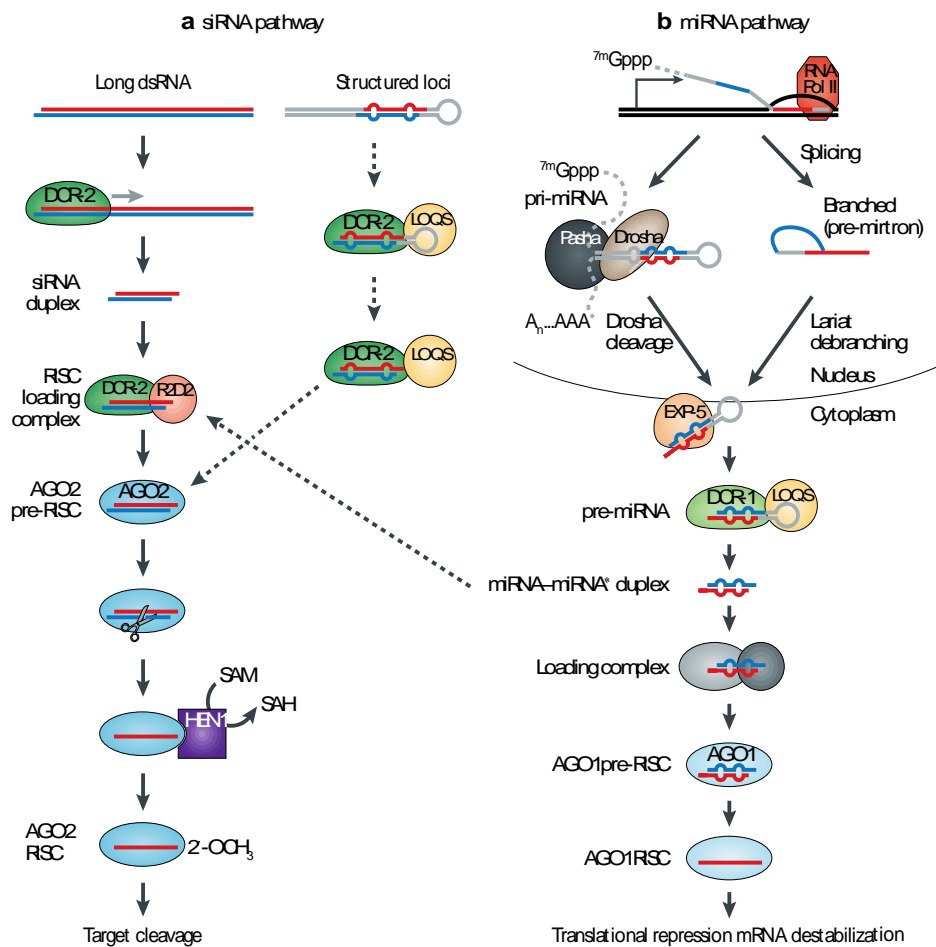 a siRNA pathway
Long dsRNA
Structured loci
DCR-2
DCR-2
LOQS
siRNA
duplex
DCR-2
LOQS
RISC
loading
complex
DCR-2
R2D2
AGO2
pre-RISC
AGO2
SAM
HEN1
SAH
AGO2
RISC
2'-OCH3
Target cleavage
b miRNA pathway
7mGppp
RNA
Pol II
Splicing
7mGppp
pri-miRNA
Branched
(pre-mirtron)
Pasha
Drosha
An...AAA
Drosha
cleavage
Lariat
debranching
Nucleus
Cytoplasm
EXP-5
pre-miRNA
DCR-1
LOQS
miRNA–miRNA* duplex
Loading complex
AGO1 pre-RISC
AGO1
AGO1 RISC
Translational repression mRNA destabilization